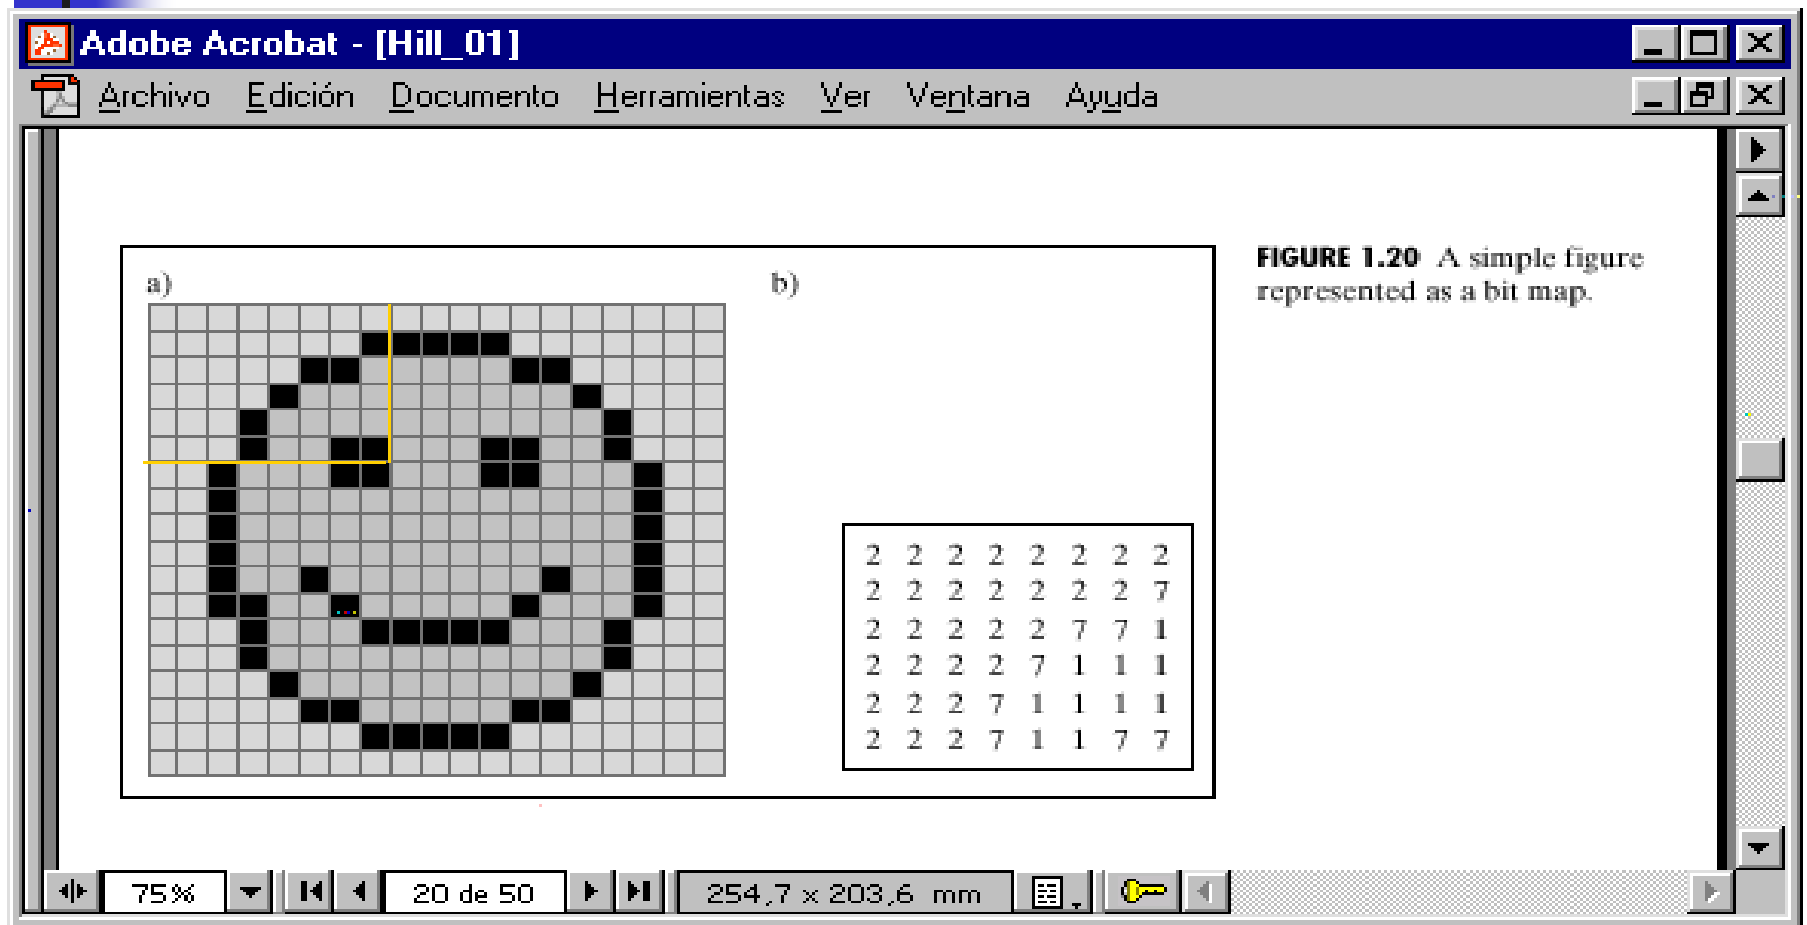 Adobe Acrobat - [Hill_01]
Archivo Edición Documento Herramientas Ver Ventana Ayuda
a)
b)
FIGURE 1.20 A simple figure
represented as a bit map.
2 2 2 2 2 2 2 2
2 2 2 2 2 2 2 7
2 2 2 2 2 7 7 1
2 2 2 2 7 1 1 1
2 2 2 7 1 1 1 1
2 2 2 7 1 1 7 7
75% 20 de 50 254,7 x 203,6 mm